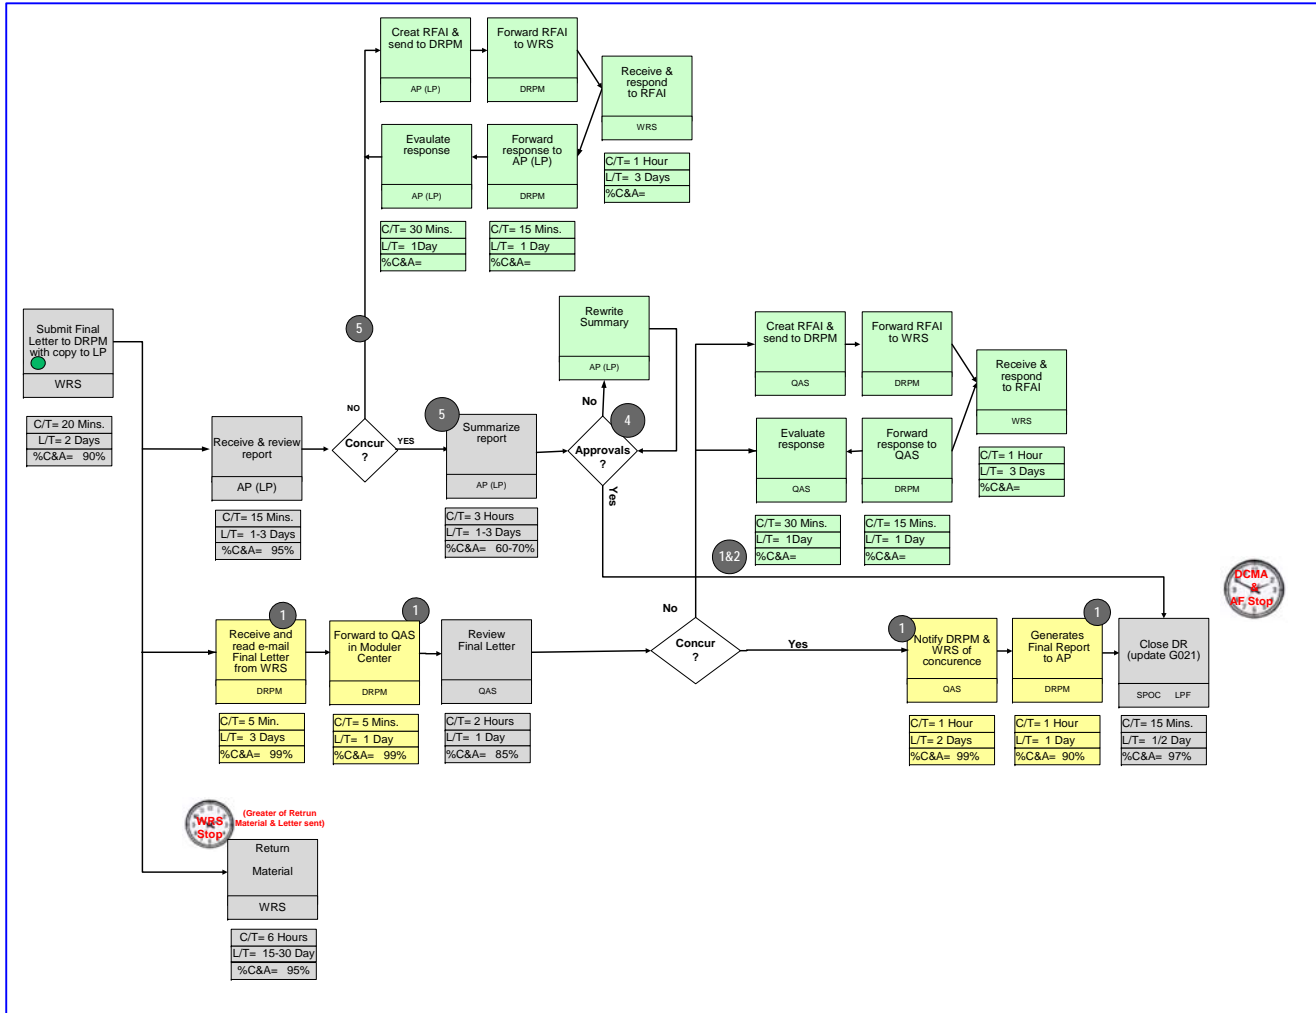 Creat RFAI &
send to DRPM
AP (LP)
Forward RFAI
to WRS
DRPM
Receive &
respond
to RFAI
WRS
C/T= 1 Hour
L/T=  3 Days
%C&A=
Evaulate
response
AP (LP)
C/T= 30 Mins.
L/T=  1Day
%C&A=
Forward
response to
AP (LP)
DRPM
C/T= 15 Mins.
L/T=  1 Day
%C&A=
5
Submit Final
Letter to DRPM
with copy to LP
WRS
C/T= 20 Mins.
L/T= 2 Days
%C&A=  90%
Receive & review
report
AP (LP)
C/T= 15 Mins.
L/T=  1-3 Days
%C&A=  95%
NO
Concur
?
YES
5
Summarize
report
AP (LP)
C/T= 3 Hours
L/T=  1-3 Days
%C&A=  60-70%
Rewrite
Summary
AP (LP)
No
4
Approvals
?
Yes
Creat RFAI &
send to DRPM
QAS
Forward RFAI
to WRS
DRPM
Receive &
respond
to RFAI
WRS
C/T= 1 Hour
L/T=  3 Days
%C&A=
Evaluate
response
QAS
C/T= 30 Mins.
L/T=  1Day
%C&A=
Forward
response to
QAS
DRPM
C/T= 15 Mins.
L/T=  1 Day
%C&A=
1&2
DCMA
&
AF Stop
1
Receive and
read e-mail
Final Letter
from WRS
DRPM
C/T= 5 Min.
L/T=  3 Days
%C&A=  99%
1
Forward to QAS
in Moduler
Center
DRPM
C/T= 5 Mins.
L/T=  1 Day
%C&A=  99%
Review
Final Letter
QAS
C/T= 2 Hours
L/T=  1 Day
%C&A=  85%
No
Concur
?
Yes
1
Notify DRPM &
WRS of
concurence
QAS
C/T= 1 Hour
L/T= 2 Days
%C&A=  99%
1
Generates
Final Report
to AP
DRPM
C/T= 1 Hour
L/T=  1 Day
%C&A=  90%
Close DR
(update G021)
SPOC    LPF
C/T= 15 Mins.
L/T=  1/2 Day
%C&A=  97%
WRS
Stop
(Greater of Retrun
Material & Letter sent)
Return
Material
WRS
C/T= 6 Hours
L/T=  15-30 Day
%C&A=   95%